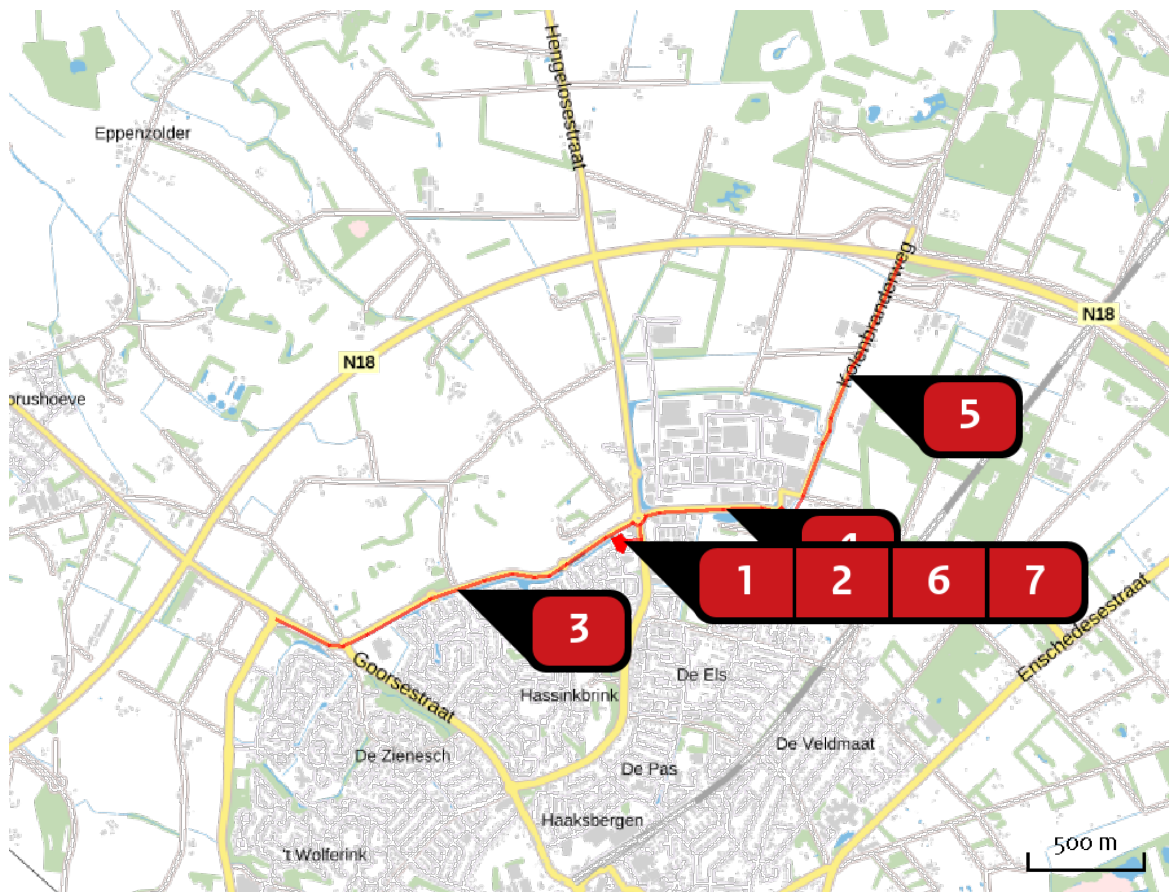 Hengelosestraat
Eppenzolder
Kolenbranderweg
N18
N18
orushoeve
5
4
1 2 6 7
3
Enschedesestraat
Goorsestraat
De Els
Hassinkbrink
De Zienesch
De Veldmaat
De Pas
Haaksbergen
't Wolferink
500 m